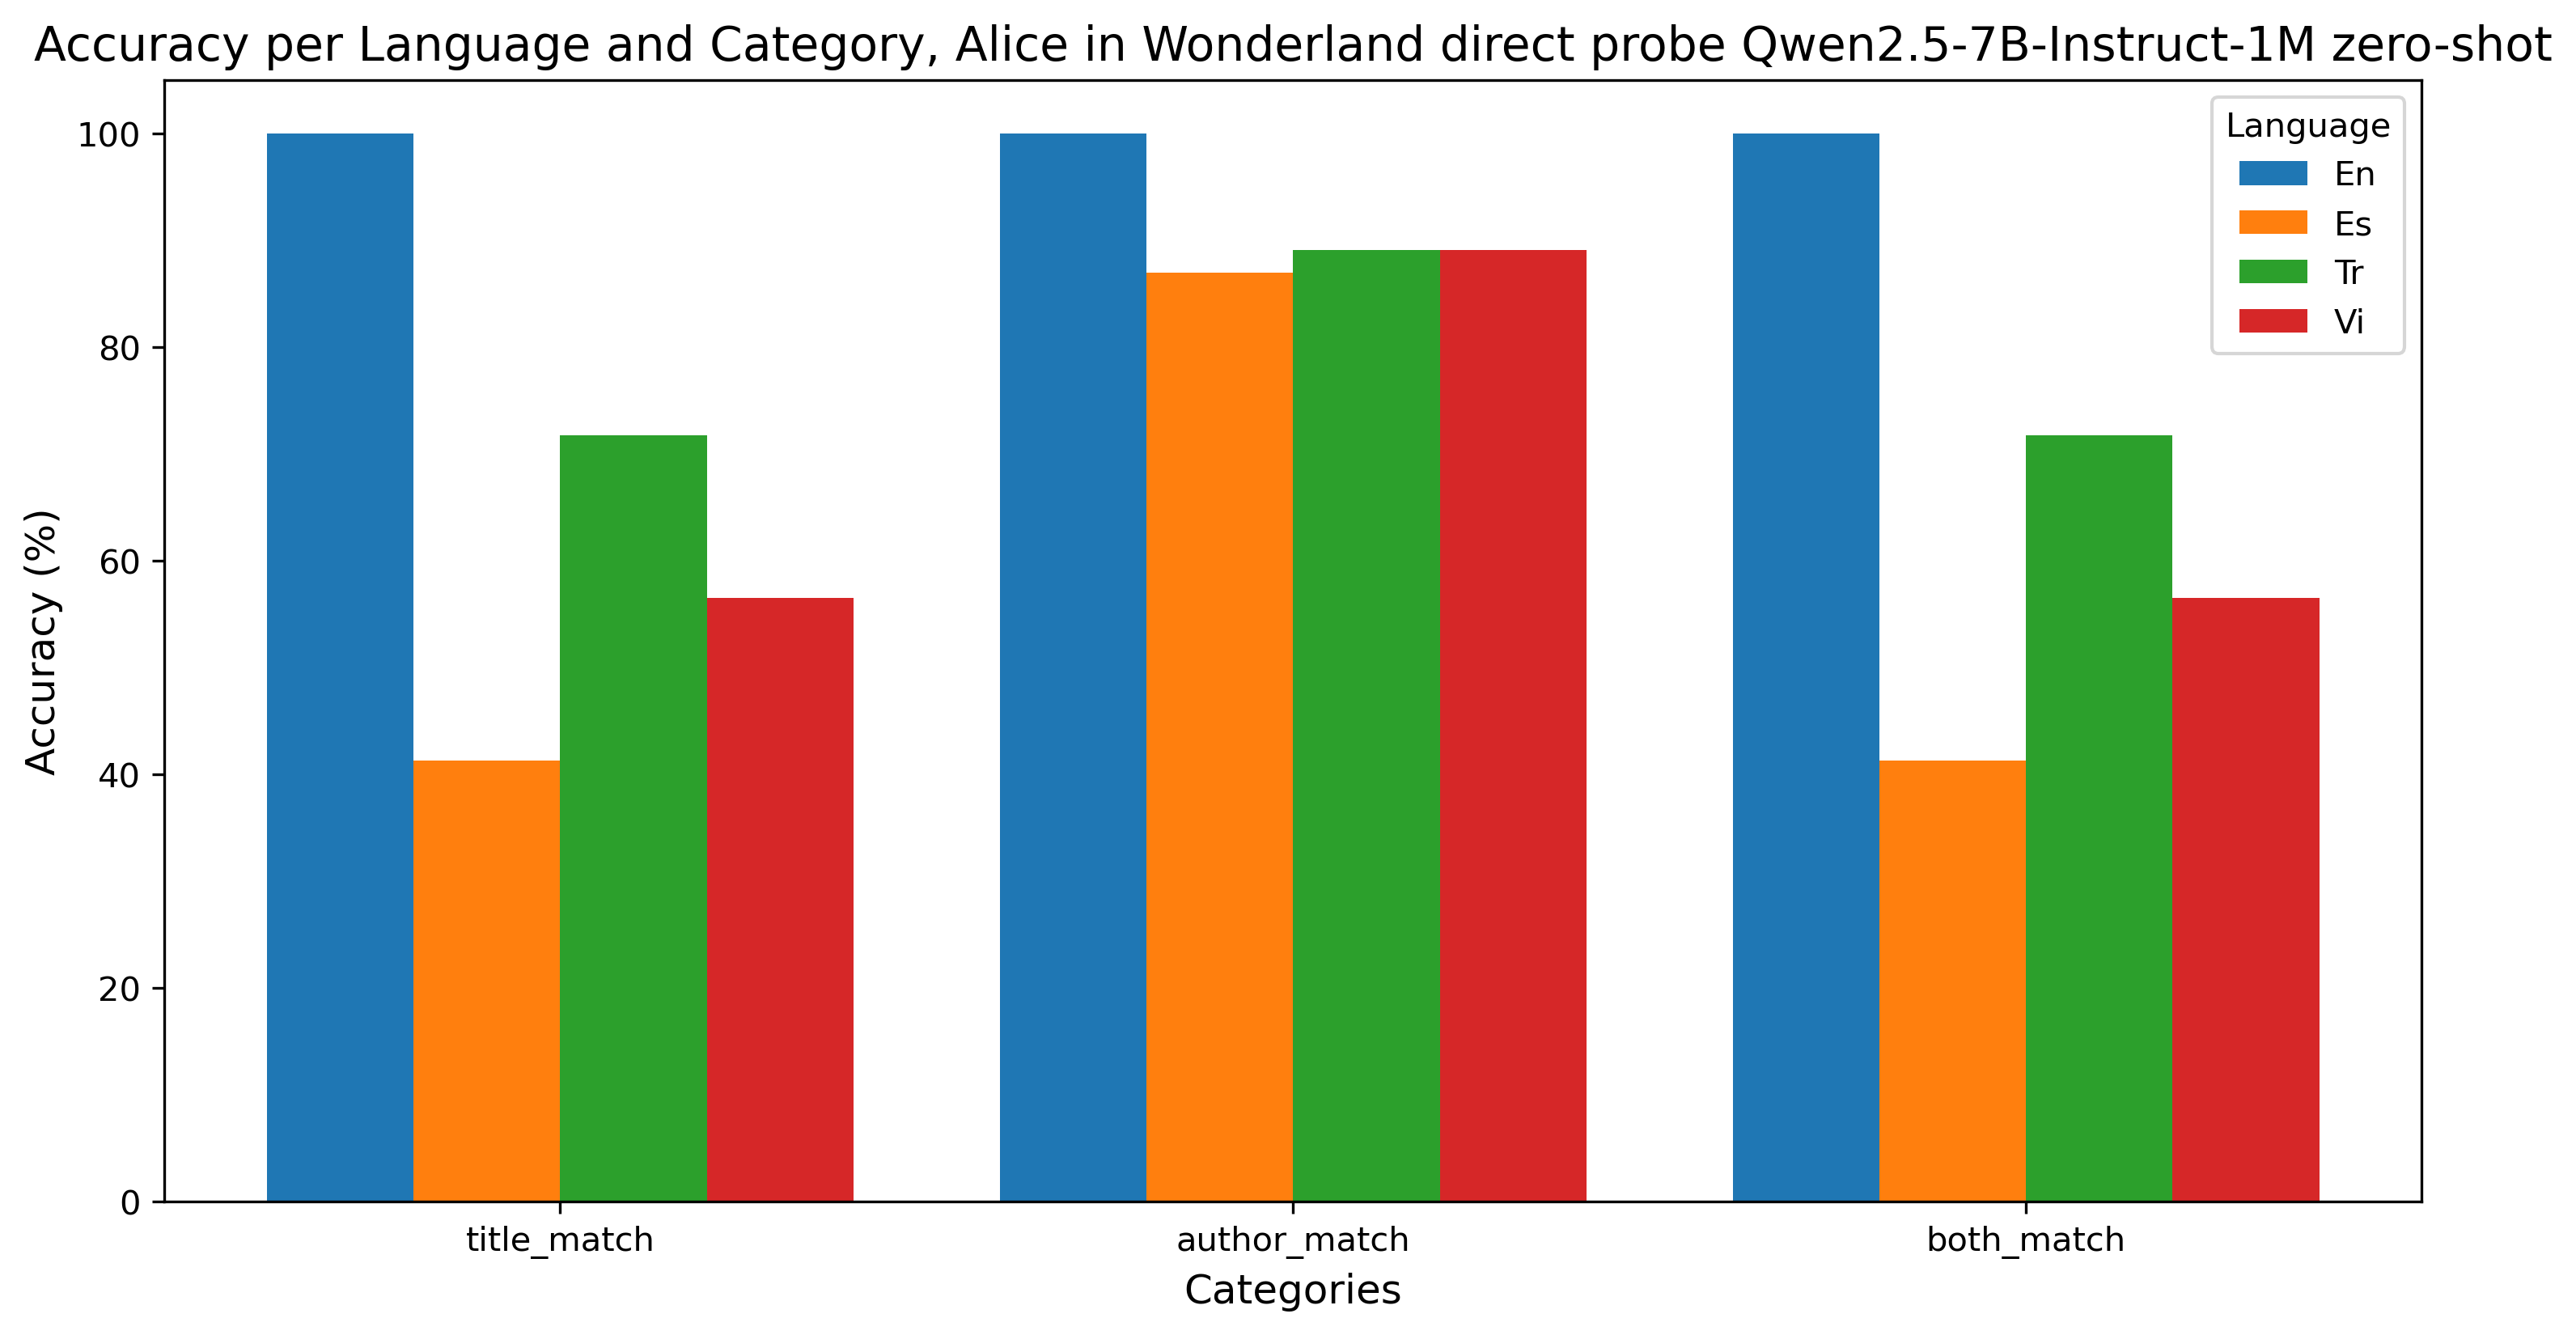 Accuracy per Language and Category, Alice in Wonderland direct probe Qwen2.5-7B-Instruct-1M zero-shot
Accuracy (%)
100
80
60
40
20
0
Language
En
Es
Tr
Vi
title_match
author_match
both_match
Categories